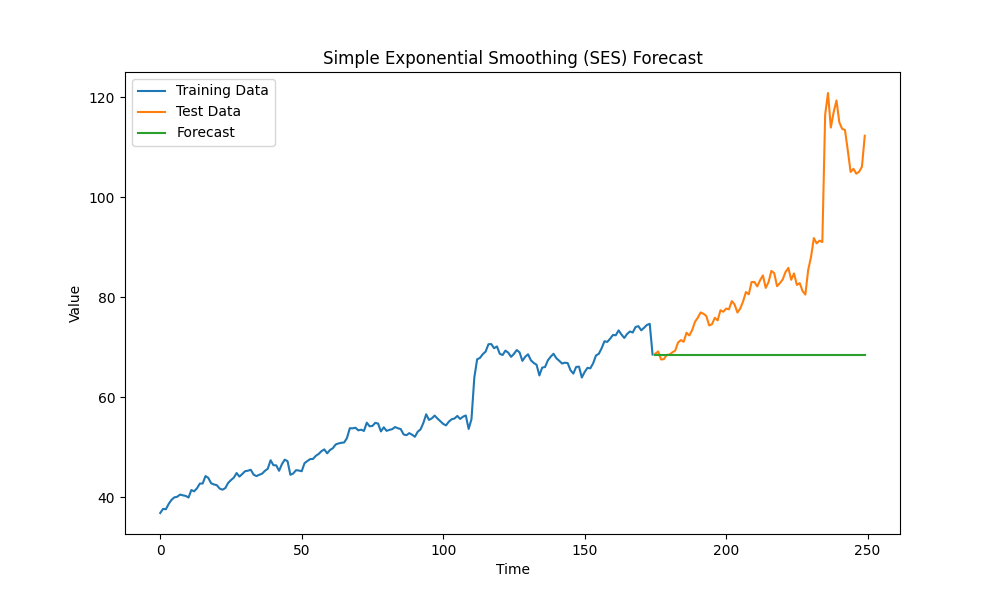 Simple Exponential Smoothing (SES) Forecast
Training Data
Test Data
Forecast
120
100
80
60
40
Value
0
50
100
150
200
250
Time